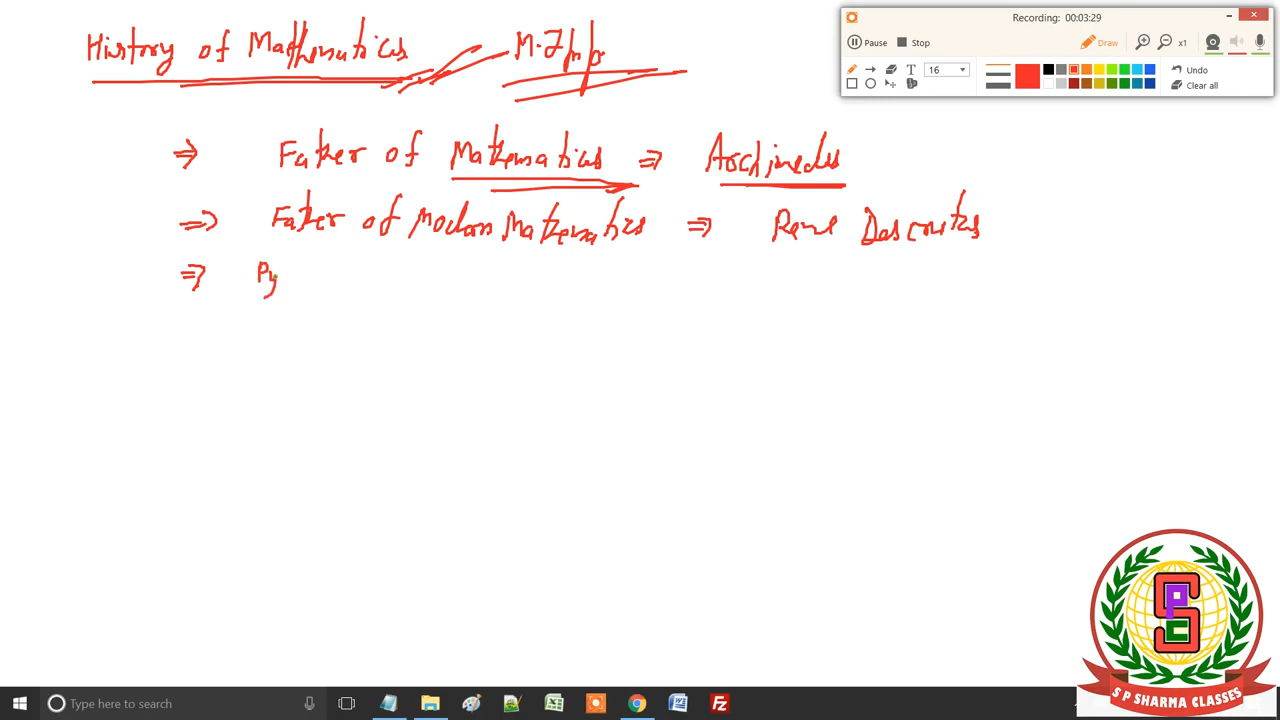 History of Mathematics M.Imp
Recording: 00:03:29
Pause Stop Draw x1
T 16 Undo
Clear all
⇒ Father of Mathematics ⇒ Archimedes
⇒ Father of Modern Mathematics ⇒ Rene Descartes
⇒ Py
S P C
S P SHARMA CLASSES
Type here to search